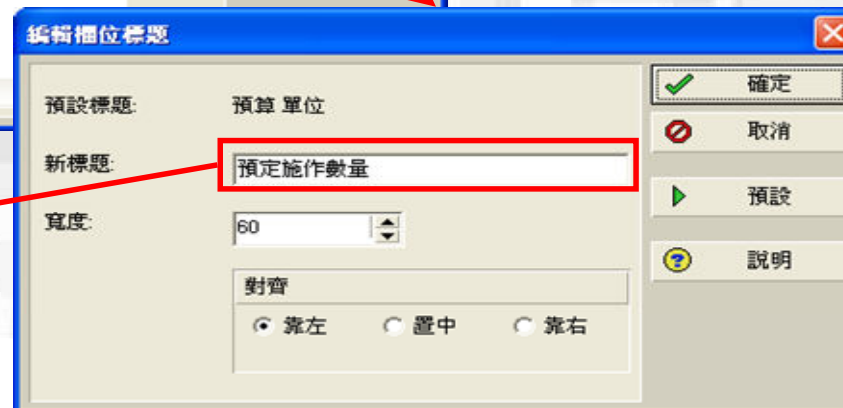 編輯欄位標題
預設標題: 預算 單位
新標題: 預定施作數量
寬度: 60
對齊
靠左 置中 靠右
確定
取消
預設
說明